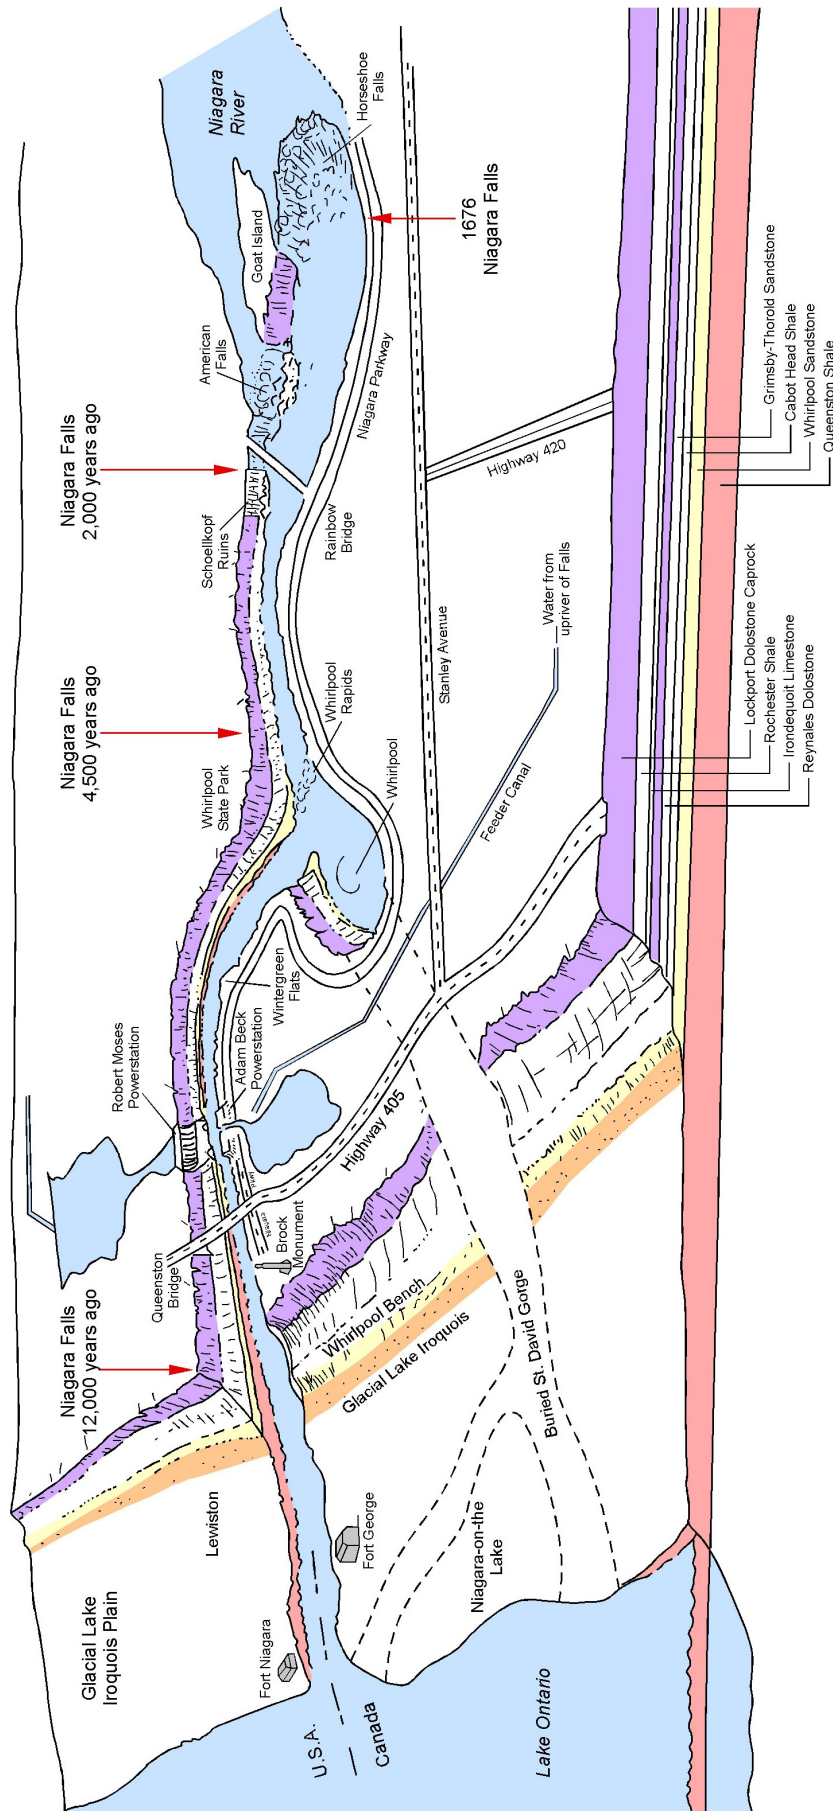 Niagara Falls
12,000 years ago
Niagara Falls
4,500 years ago
Niagara Falls
2,000 years ago
1676
Niagara Falls
Glacial Lake
Iroquois Plain
Lewiston
Fort Niagara
U.S.A.
Canada
Lake Ontario
Fort George
Niagara-on-the
Lake
Buried St. David Gorge
Glacial Lake Iroquois
Whirlpool Bench
Brock
Monument
Queenston
Bridge
Niagara
Pkwy
Highway 405
Robert Moses
Powerstation
Adam Beck
Powerstation
Wintergreen
Flats
Whirlpool
State Park
Whirlpool
Whirlpool
Rapids
Feeder Canal
Water from
upriver of Falls
Stanley Avenue
Highway 420
Schoellkopf
Ruins
Rainbow
Bridge
Niagara Parkway
American
Falls
Goat Island
Horseshoe
Falls
Niagara
River
Lockport Dolostone Caprock
Rochester Shale
Irondequoit Limestone
Reynales Dolostone
Grimsby-Thorold Sandstone
Cabot Head Shale
Whirlpool Sandstone
Queenston Shale